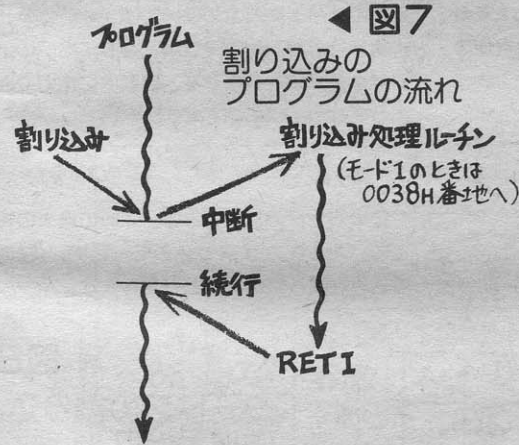 ◀ 図7
割り込みの
プログラムの流れ
プログラム
割り込み
割り込み処理ルーチン
(モード1のときは
0038H番地へ)
中断
続行
RETI